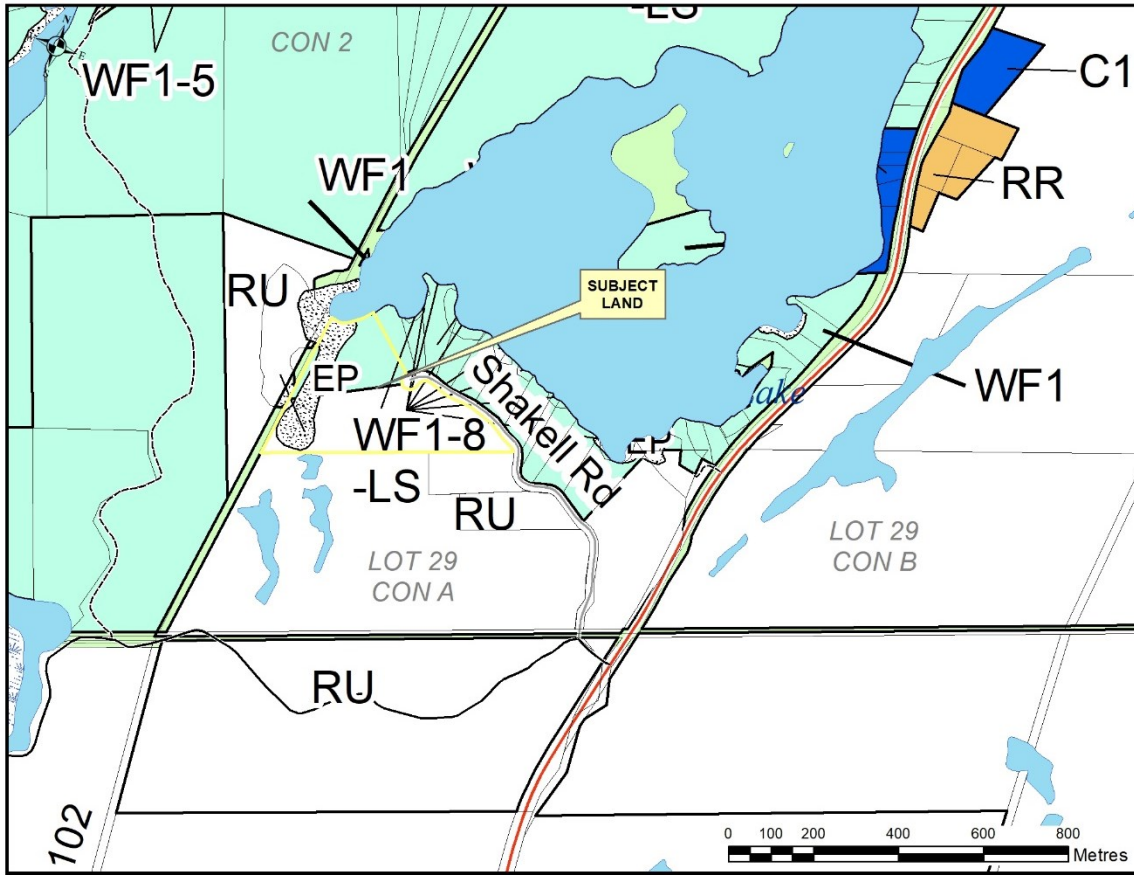 -LS
CON 2
N
E
WF1-5
C1
WF1
RR
SUBJECT
LAND
RU
EP
Shakell Rd
WF1
WF1-8
EP
-LS
RU
LOT 29
CON A
LOT 29
CON B
RU
102
0 100 200 400 600 800
Metres